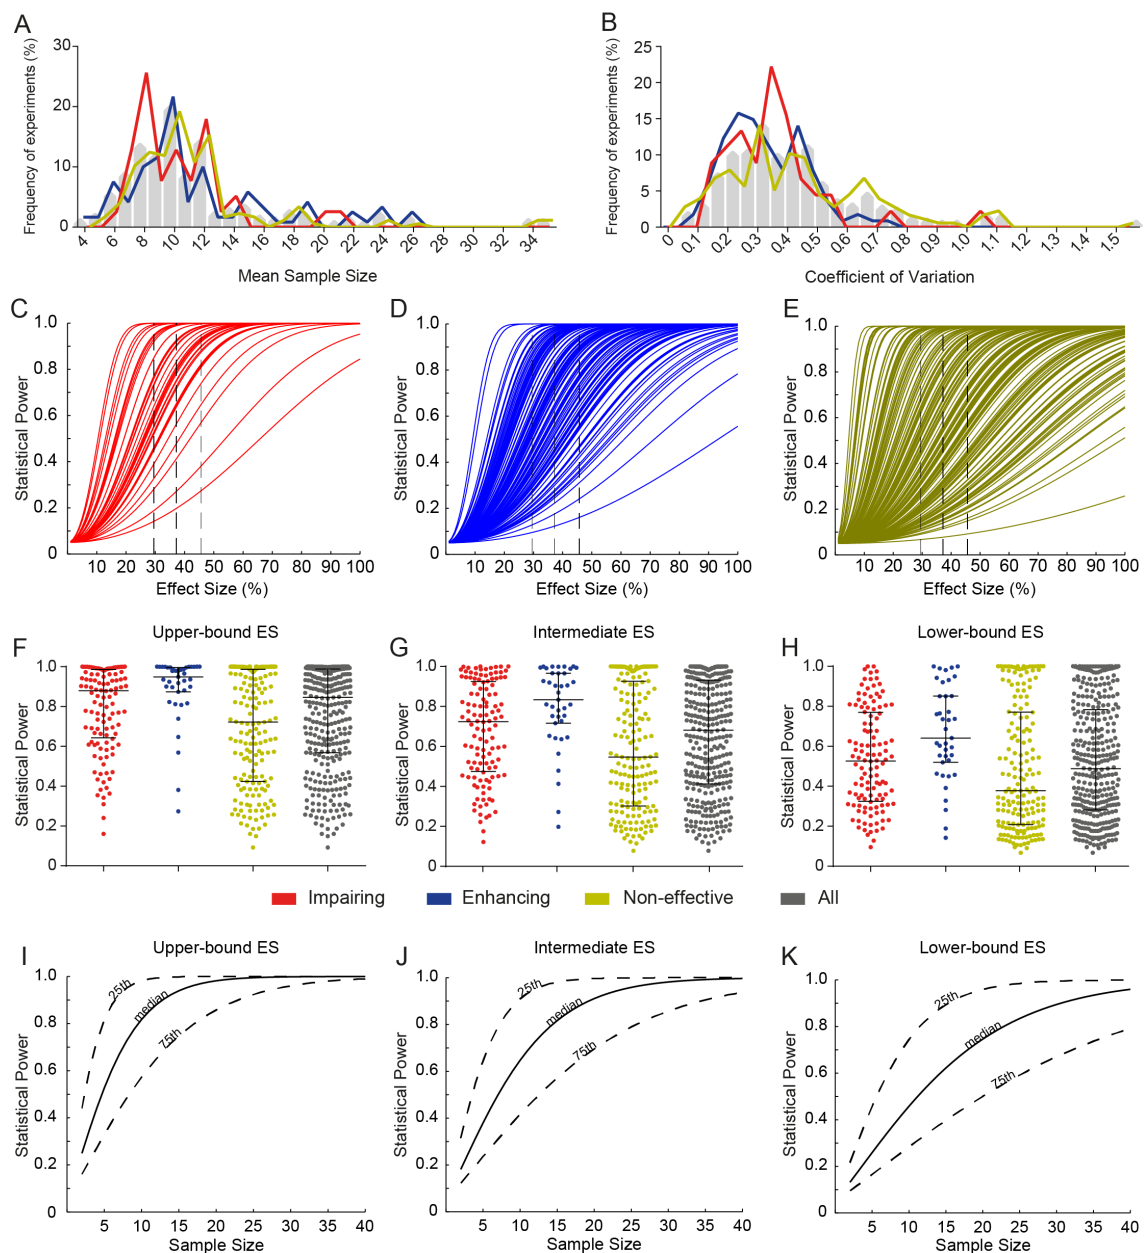 A
B
Frequency of experiments (%)
30
20
10
0
4 6 8 10 12 14 16 18 20 22 24 26 28 30 32 34
Mean Sample Size
Frequency of experiments (%)
25
20
15
10
5
0
0 0.1 0.2 0.3 0.4 0.5 0.6 0.7 0.8 0.9 1.0 1.1 1.2 1.3 1.4 1.5
Coefficient of Variation
C
Statistical Power
1.0
0.8
0.6
0.4
0.2
0
10 20 30 40 50 60 70 80 90 100
Effect Size (%)
D
Statistical Power
1.0
0.8
0.6
0.4
0.2
0
10 20 30 40 50 60 70 80 90 100
Effect Size (%)
E
Statistical Power
1.0
0.8
0.6
0.4
0.2
0
10 20 30 40 50 60 70 80 90 100
Effect Size (%)
F
Upper-bound ES
Statistical Power
1.0
0.8
0.6
0.4
0.2
0
G
Intermediate ES
Statistical Power
1.0
0.8
0.6
0.4
0.2
0
H
Lower-bound ES
Statistical Power
1.0
0.8
0.6
0.4
0.2
0
Impairing Enhancing Non-effective All
I
Upper-bound ES
Statistical Power
1.0
0.8
0.6
0.4
0.2
0
25th
median
75th
5 10 15 20 25 30 35 40
Sample Size
J
Intermediate ES
Statistical Power
1.0
0.8
0.6
0.4
0.2
0
25th
median
75th
5 10 15 20 25 30 35 40
Sample Size
K
Lower-bound ES
Statistical Power
1.0
0.8
0.6
0.4
0.2
0
25th
median
75th
5 10 15 20 25 30 35 40
Sample Size